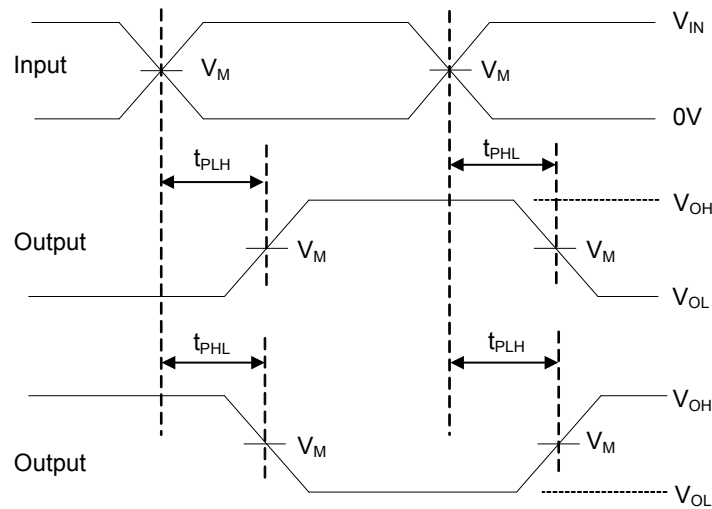 V_IN
Input
V_M
V_M
0V
t_PLH
t_PHL
V_OH
Output
V_M
V_M
V_OL
t_PHL
t_PLH
V_OH
Output
V_M
V_M
V_OL